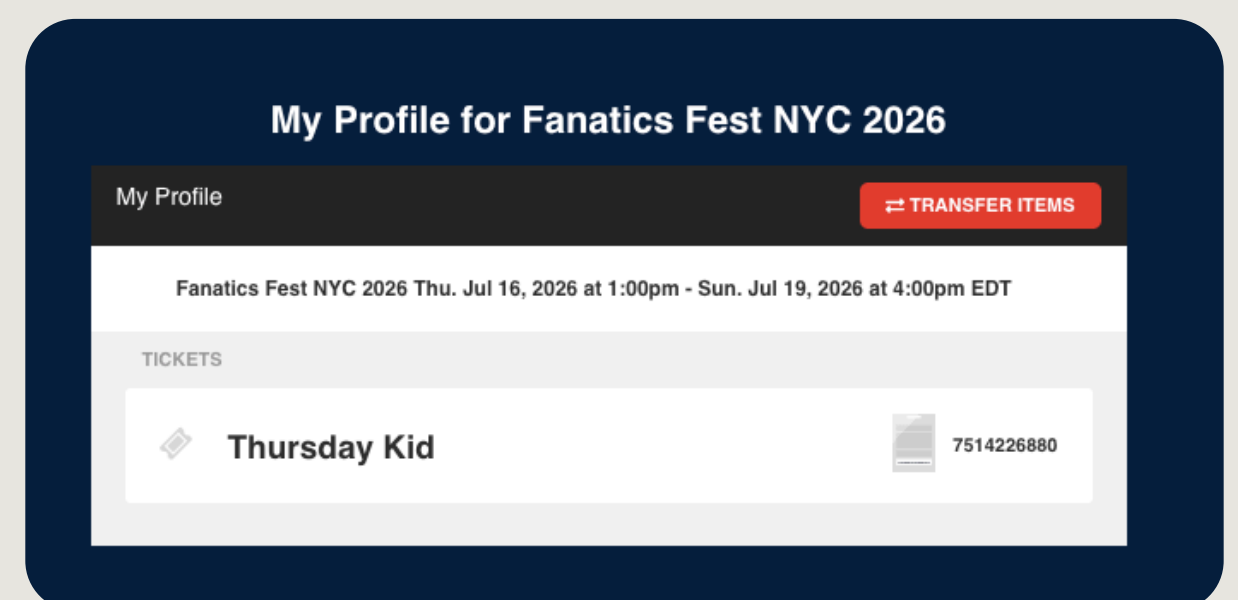 My Profile for Fanatics Fest NYC 2026
My Profile
TRANSFER ITEMS
Fanatics Fest NYC 2026 Thu. Jul 16, 2026 at 1:00pm - Sun. Jul 19, 2026 at 4:00pm EDT
TICKETS
Thursday Kid
7514226880